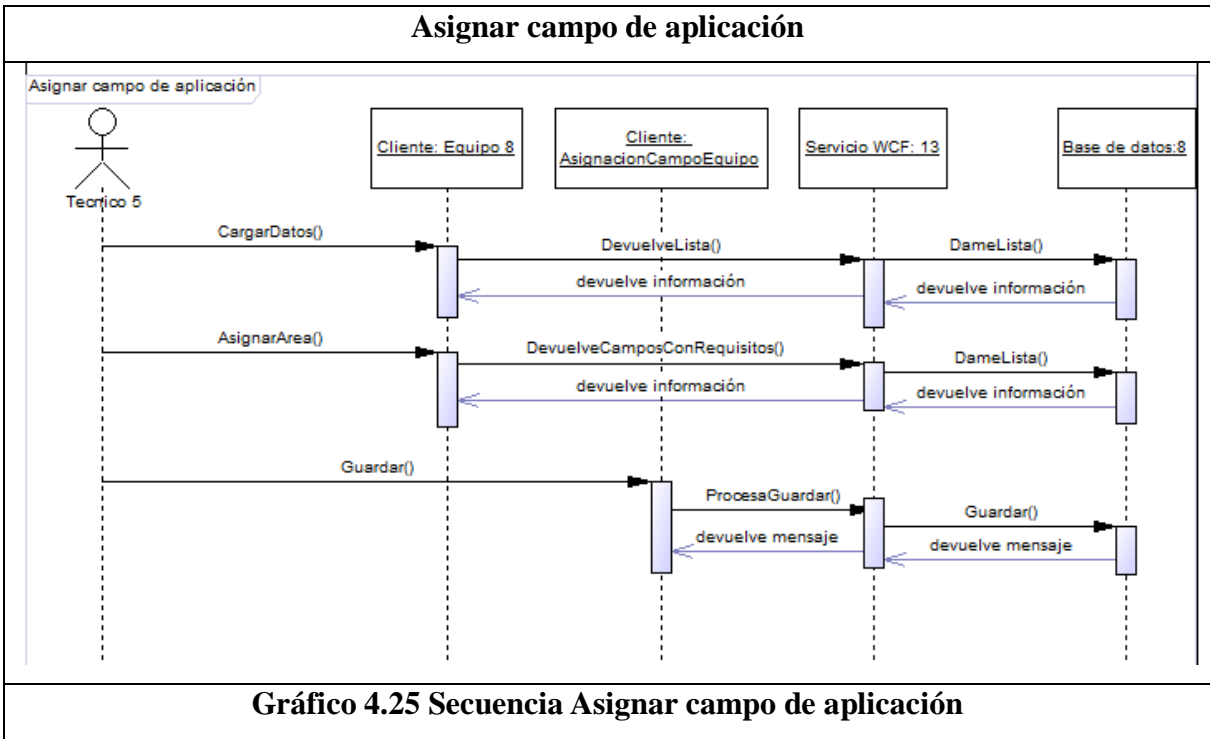 Asignar campo de aplicación
Asignar campo de aplicación
Tecnico 5
Cliente: Equipo 8
Cliente:
AsignacionCampoEquipo
Servicio WCF: 13
Base de datos:8
CargarDatos()
DevuelveLista()
DameLista()
devuelve información
devuelve información
AsignarArea()
DevuelveCamposConRequisitos()
DameLista()
devuelve información
devuelve información
Guardar()
ProcesaGuardar()
Guardar()
devuelve mensaje
devuelve mensaje
Gráfico 4.25 Secuencia Asignar campo de aplicación